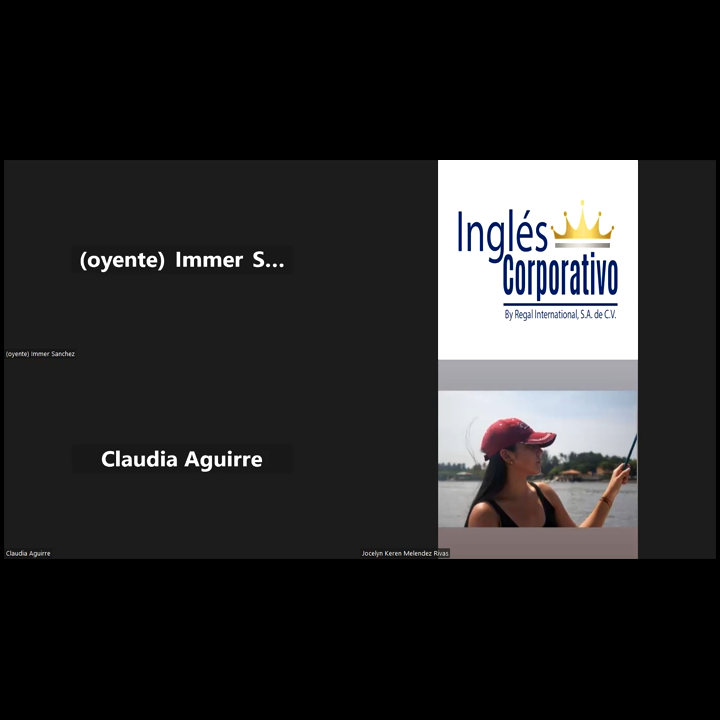 (oyente) Immer S...
(oyente) Immer Sanchez
Inglés
Corporativo
By Regal International, S.A. de C.V.
Claudia Aguirre
Claudia Aguirre
Jocelyn Keren Melendez Rivas